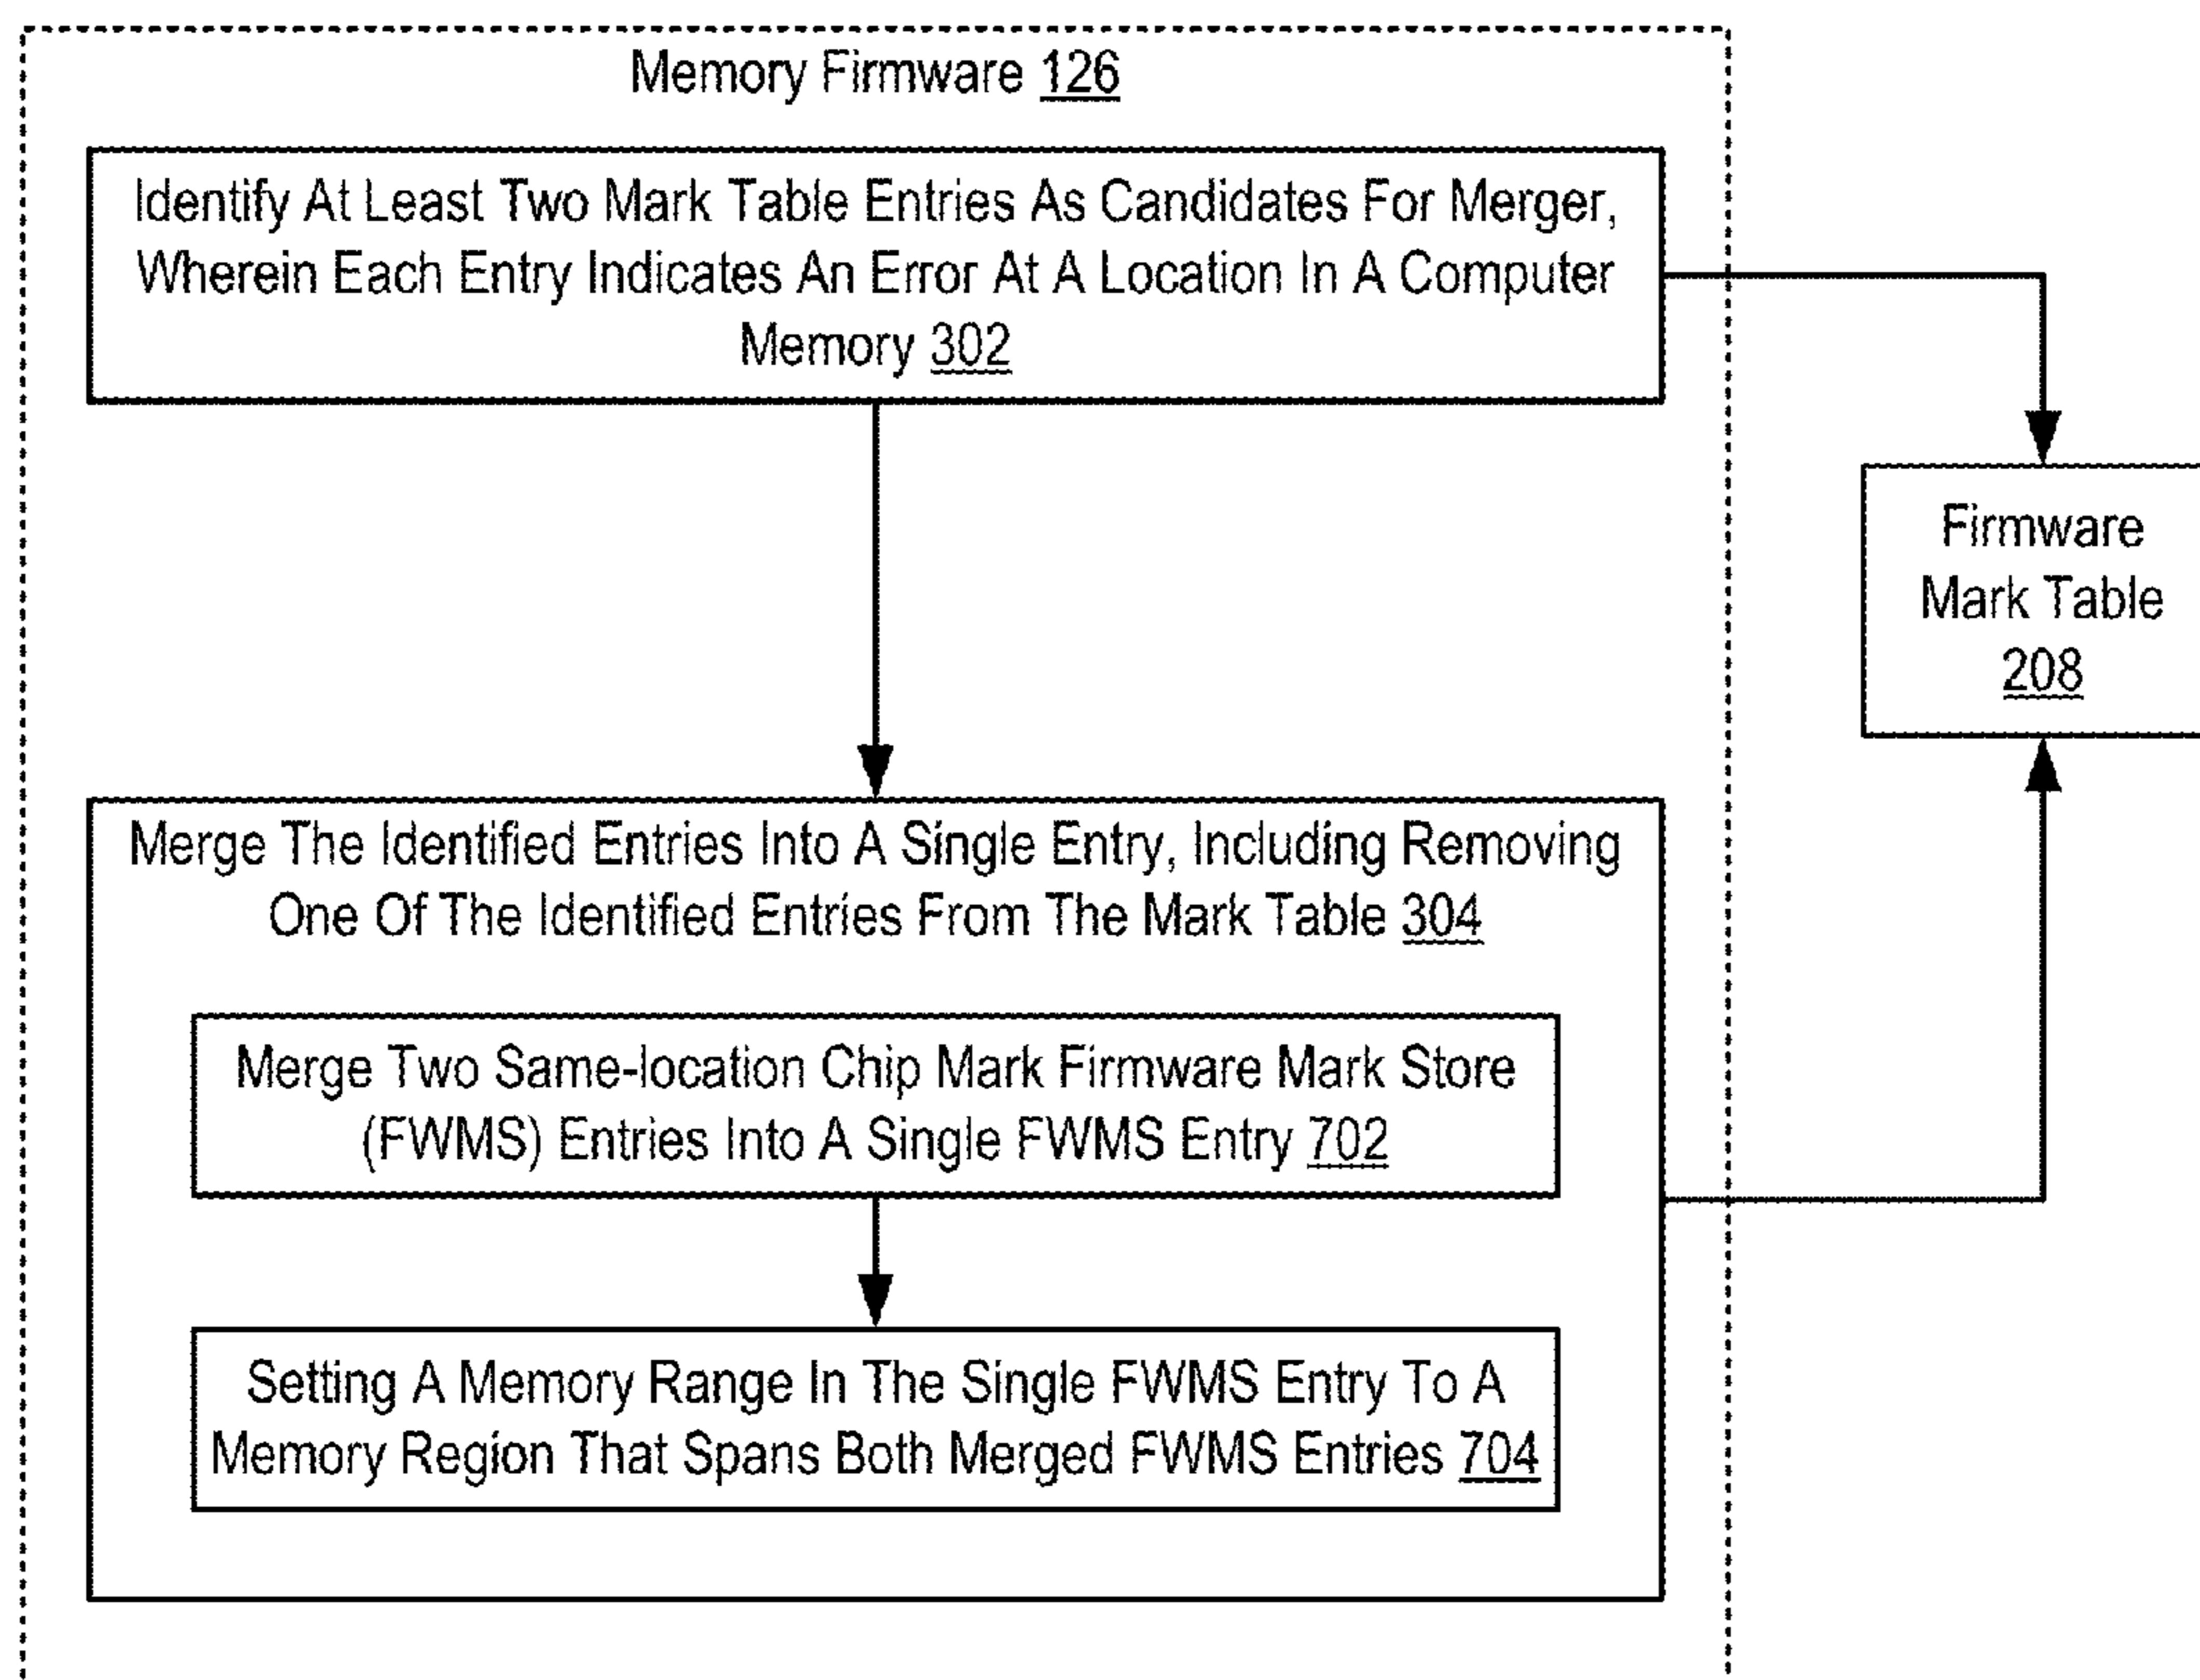 Memory Firmware 126
Identify At Least Two Mark Table Entries As Candidates For Merger,
Wherein Each Entry Indicates An Error At A Location In A Computer
Memory 302
Firmware
Mark Table
208
Merge The Identified Entries Into A Single Entry, Including Removing
One Of The Identified Entries From The Mark Table 304
Merge Two Same-location Chip Mark Firmware Mark Store
(FWMS) Entries Into A Single FWMS Entry 702
Setting A Memory Range In The Single FWMS Entry To A
Memory Region That Spans Both Merged FWMS Entries 704